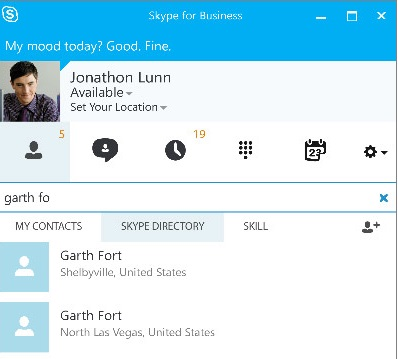 Skype for Business
My mood today? Good. Fine.
Jonathon Lunn
Available
Set Your Location
5
19
23
garth fo
MY CONTACTS SKYPE DIRECTORY SKILL
Garth Fort
Shelbyville, United States
Garth Fort
North Las Vegas, United States